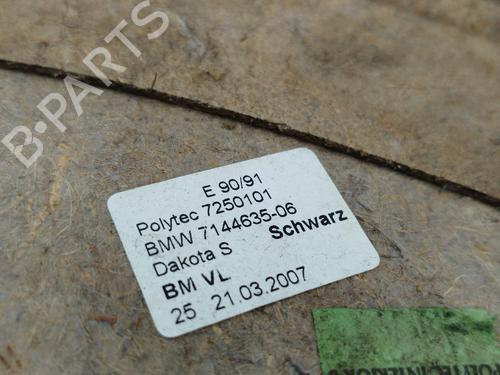 B-PARTS
E 90/91
Polytec 7250101
BMW 7144635-06
Dakota S Schwarz
BM VL
25 21.03.2007